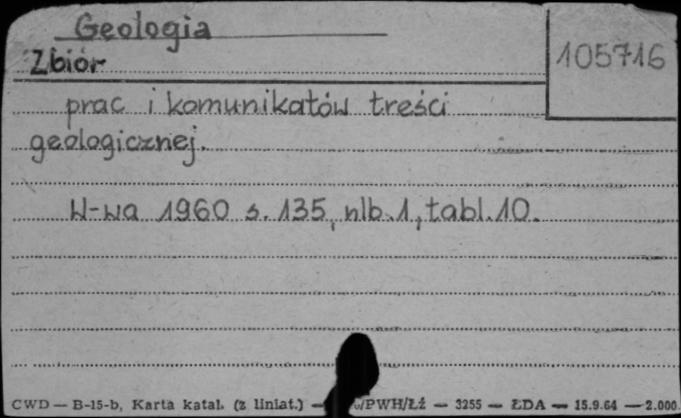 Geologia
Zbiór
105716
prac i komunikatów treści
geologicznej.
W-wa 1960 s. 135, nlb. 1, tabl. 10.
CWD — B-15-b, Karta katal. (z liniat.) — /PWH/Łź — 3255 — ŁDA — 15.9.64 — 2.000